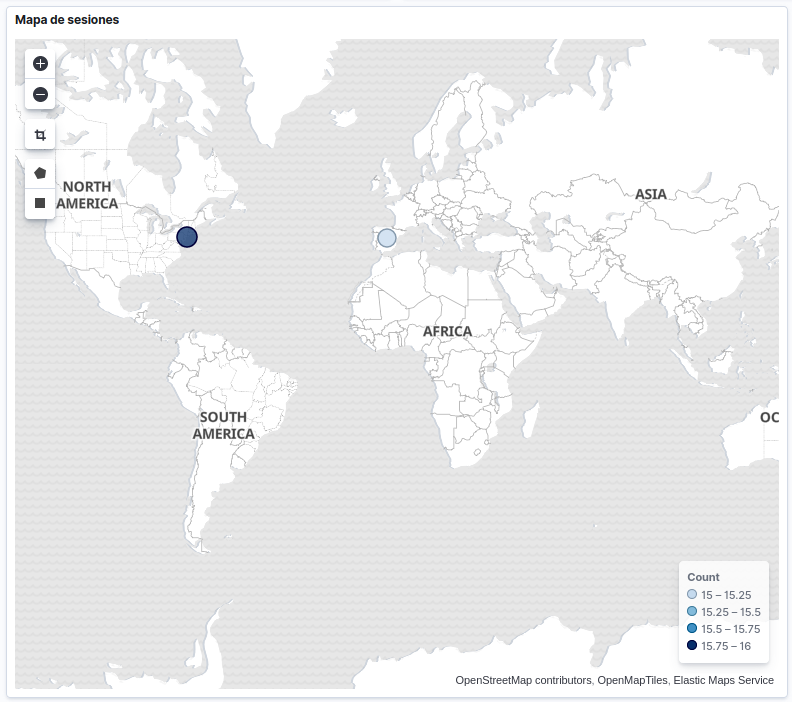 Mapa de sesiones
NORTH
AMERICA
ASIA
AFRICA
SOUTH
AMERICA
OC
Count
15 – 15.25
15.25 – 15.5
15.5 – 15.75
15.75 – 16
OpenStreetMap contributors, OpenMapTiles, Elastic Maps Service